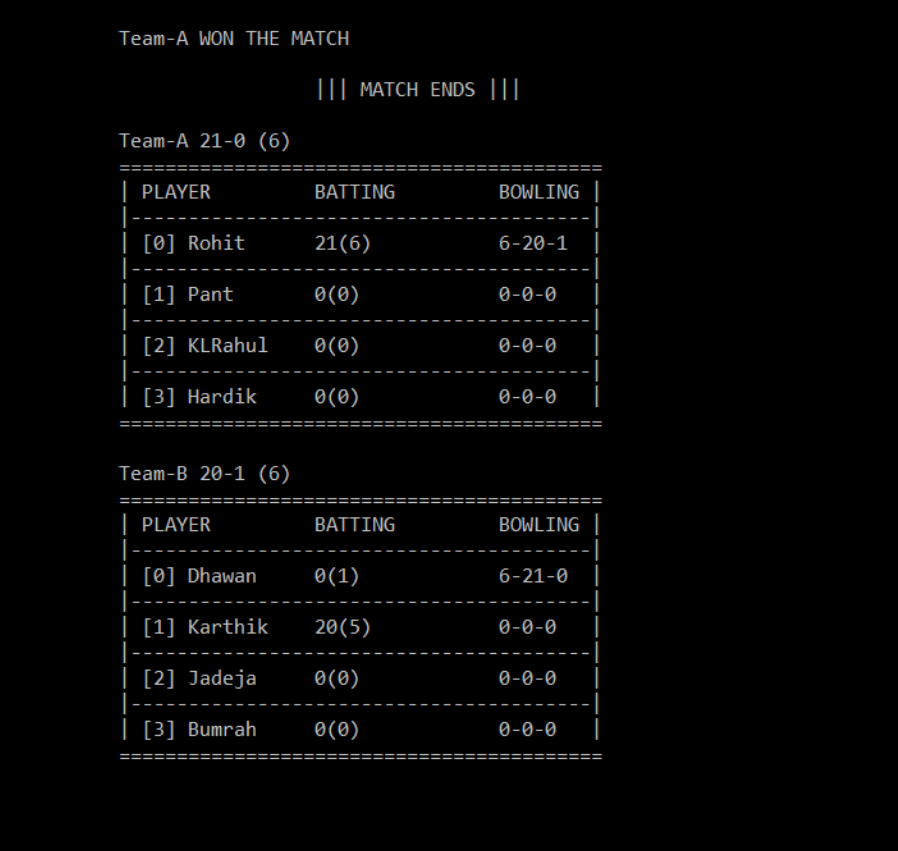 Team-A WON THE MATCH
||| MATCH ENDS |||
Team-A 21-0 (6)
==========================================
| PLAYER         BATTING         BOWLING |
|----------------------------------------|
| [0] Rohit      21(6)           6-20-1  |
|----------------------------------------|
| [1] Pant       0(0)            0-0-0   |
|----------------------------------------|
| [2] KLRahul    0(0)            0-0-0   |
|----------------------------------------|
| [3] Hardik     0(0)            0-0-0   |
==========================================
Team-B 20-1 (6)
==========================================
| PLAYER         BATTING         BOWLING |
|----------------------------------------|
| [0] Dhawan     0(1)            6-21-0  |
|----------------------------------------|
| [1] Karthik    20(5)           0-0-0   |
|----------------------------------------|
| [2] Jadeja     0(0)            0-0-0   |
|----------------------------------------|
| [3] Bumrah     0(0)            0-0-0   |
==========================================